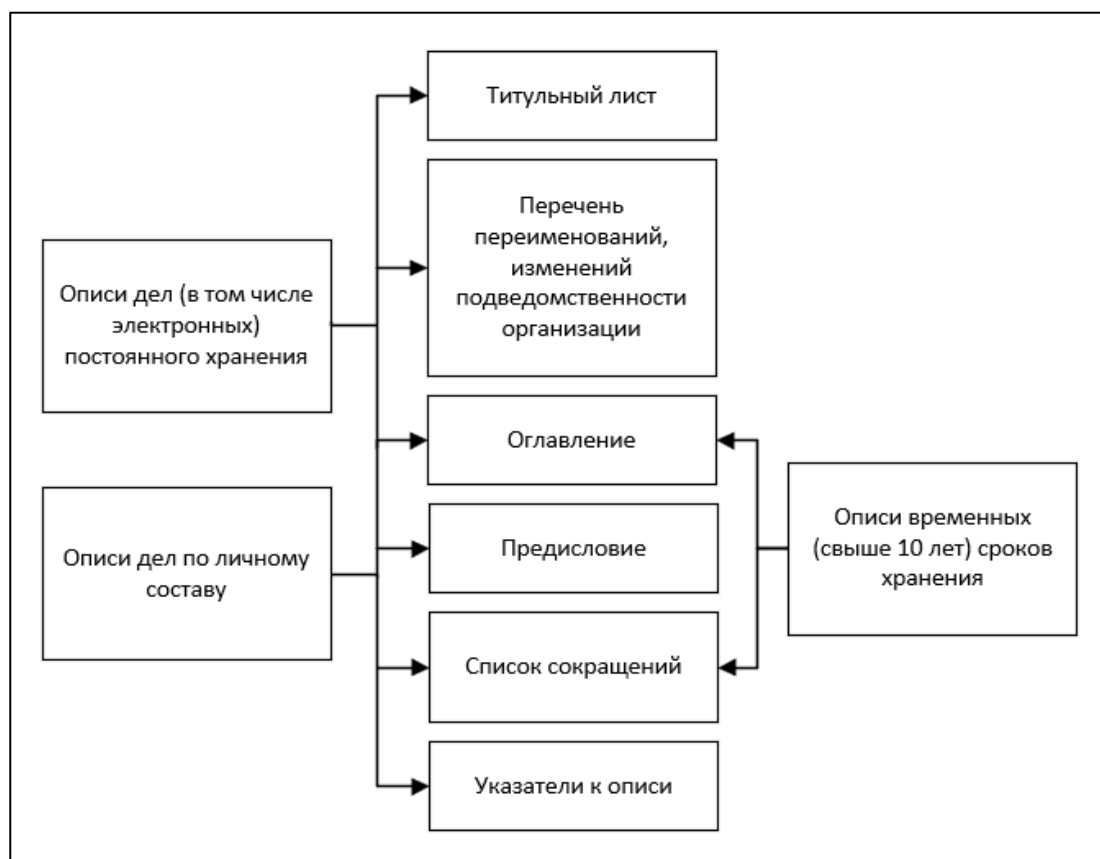 Титульный лист
Перечень
переименований,
изменений
подведомственности
организации
Описи дел (в том числе
электронных)
постоянного хранения
Оглавление
Описи дел по личному
составу
Предисловие
Описи временных
(свыше 10 лет) сроков
хранения
Список сокращений
Указатели к описи